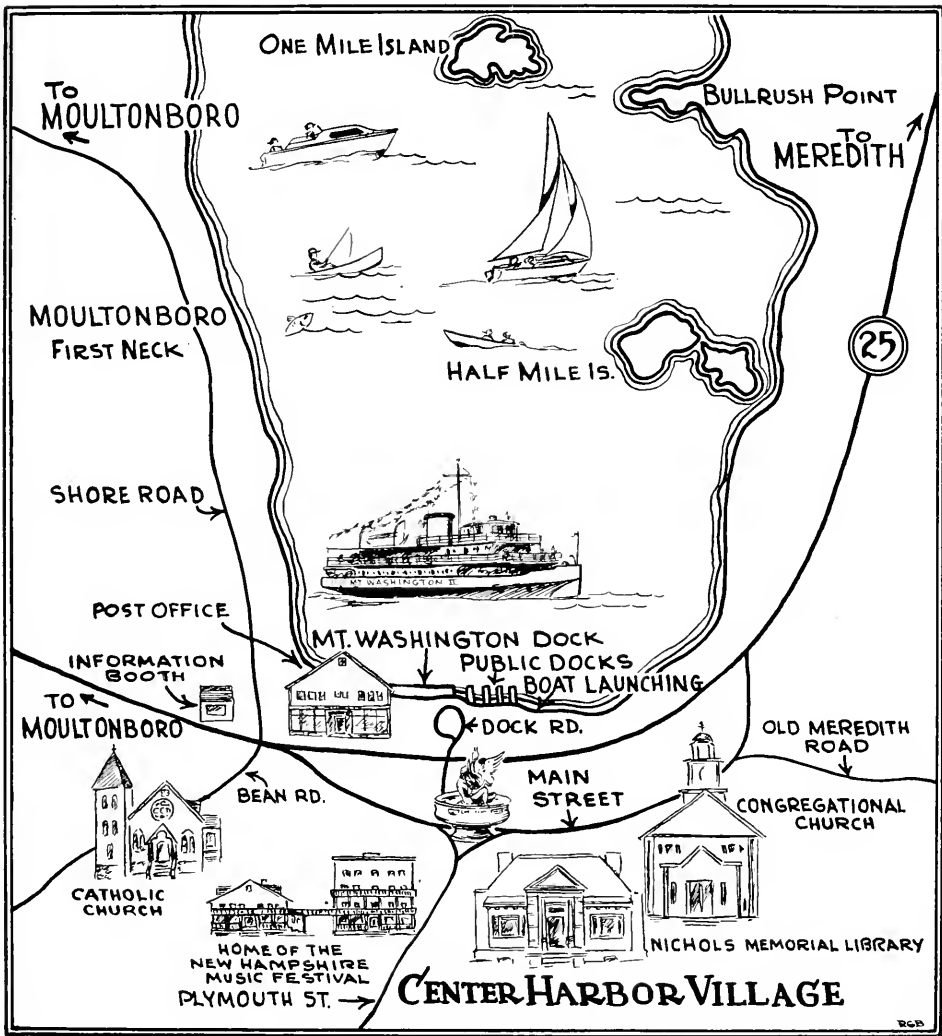 ONE MILE ISLAND
TO
MOULTONBORO
BULLRUSH POINT
TO
MEREDITH
MOULTONBORO
FIRST NECK
25
HALF MILE IS.
SHORE ROAD
MT WASHINGTON II
POST OFFICE
MT. WASHINGTON DOCK
PUBLIC DOCKS
BOAT LAUNCHING
INFORMATION
BOOTH
TO
MOULTONBORO
DOCK RD.
OLD MEREDITH
ROAD
BEAN RD.
MAIN
STREET
CONGREGATIONAL
CHURCH
CATHOLIC
CHURCH
HOME OF THE
NEW HAMPSHIRE
MUSIC FESTIVAL
NICHOLS MEMORIAL LIBRARY
PLYMOUTH ST.
CENTER HARBOR VILLAGE
RGB